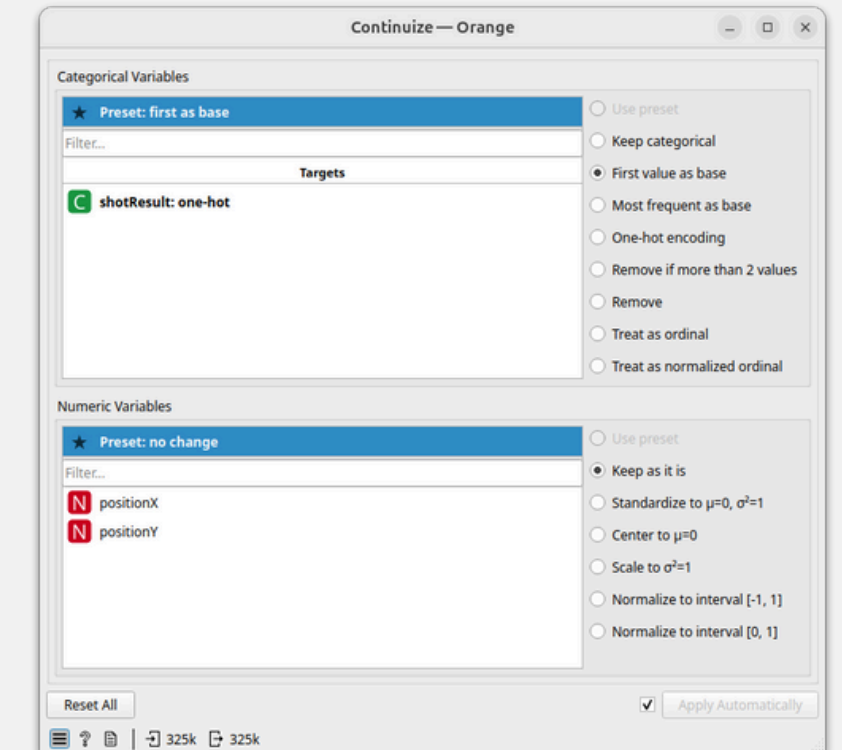 Continuize — Orange
Categorical Variables
Preset: first as base
Filter...
Targets
C shotResult: one-hot
Use preset
Keep categorical
First value as base
Most frequent as base
One-hot encoding
Remove if more than 2 values
Remove
Treat as ordinal
Treat as normalized ordinal
Numeric Variables
Preset: no change
Filter...
N positionX
N positionY
Use preset
Keep as it is
Standardize to μ=0, σ²=1
Center to μ=0
Scale to σ²=1
Normalize to interval [-1, 1]
Normalize to interval [0, 1]
Reset All
Apply Automatically
? 325k 325k